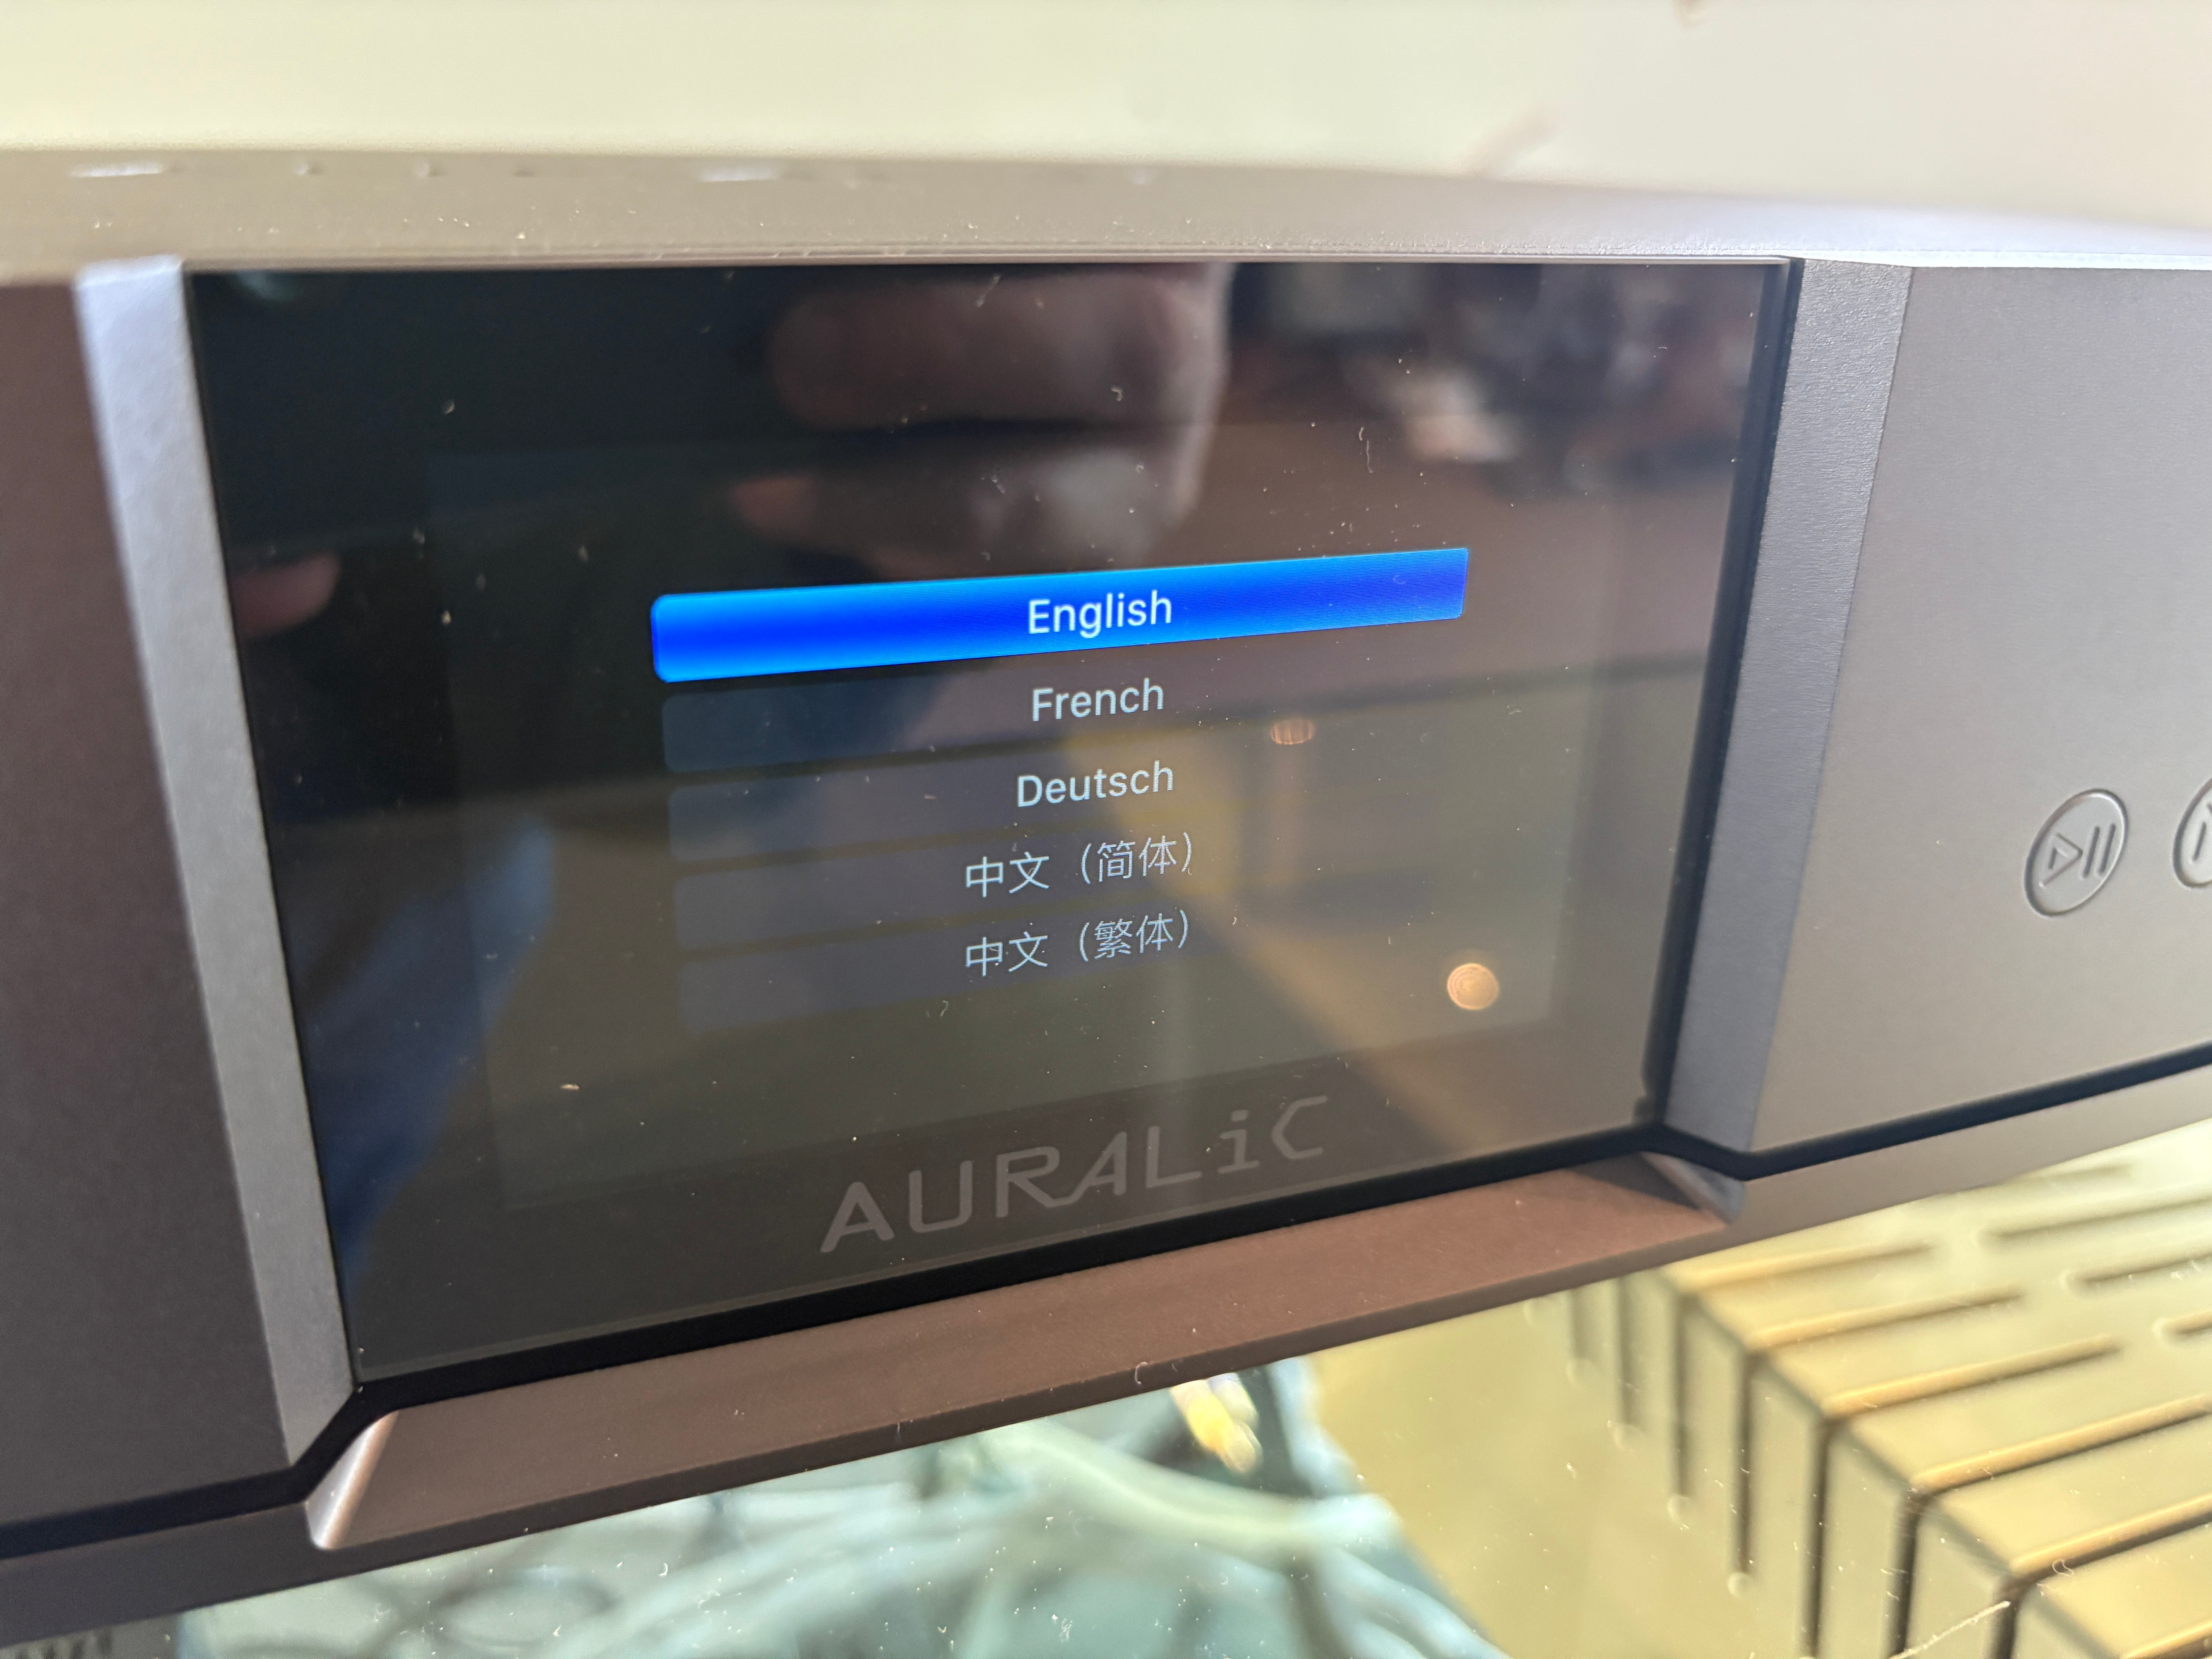 English
French
Deutsch
中文（简体）
中文（繁体）
AURALiC